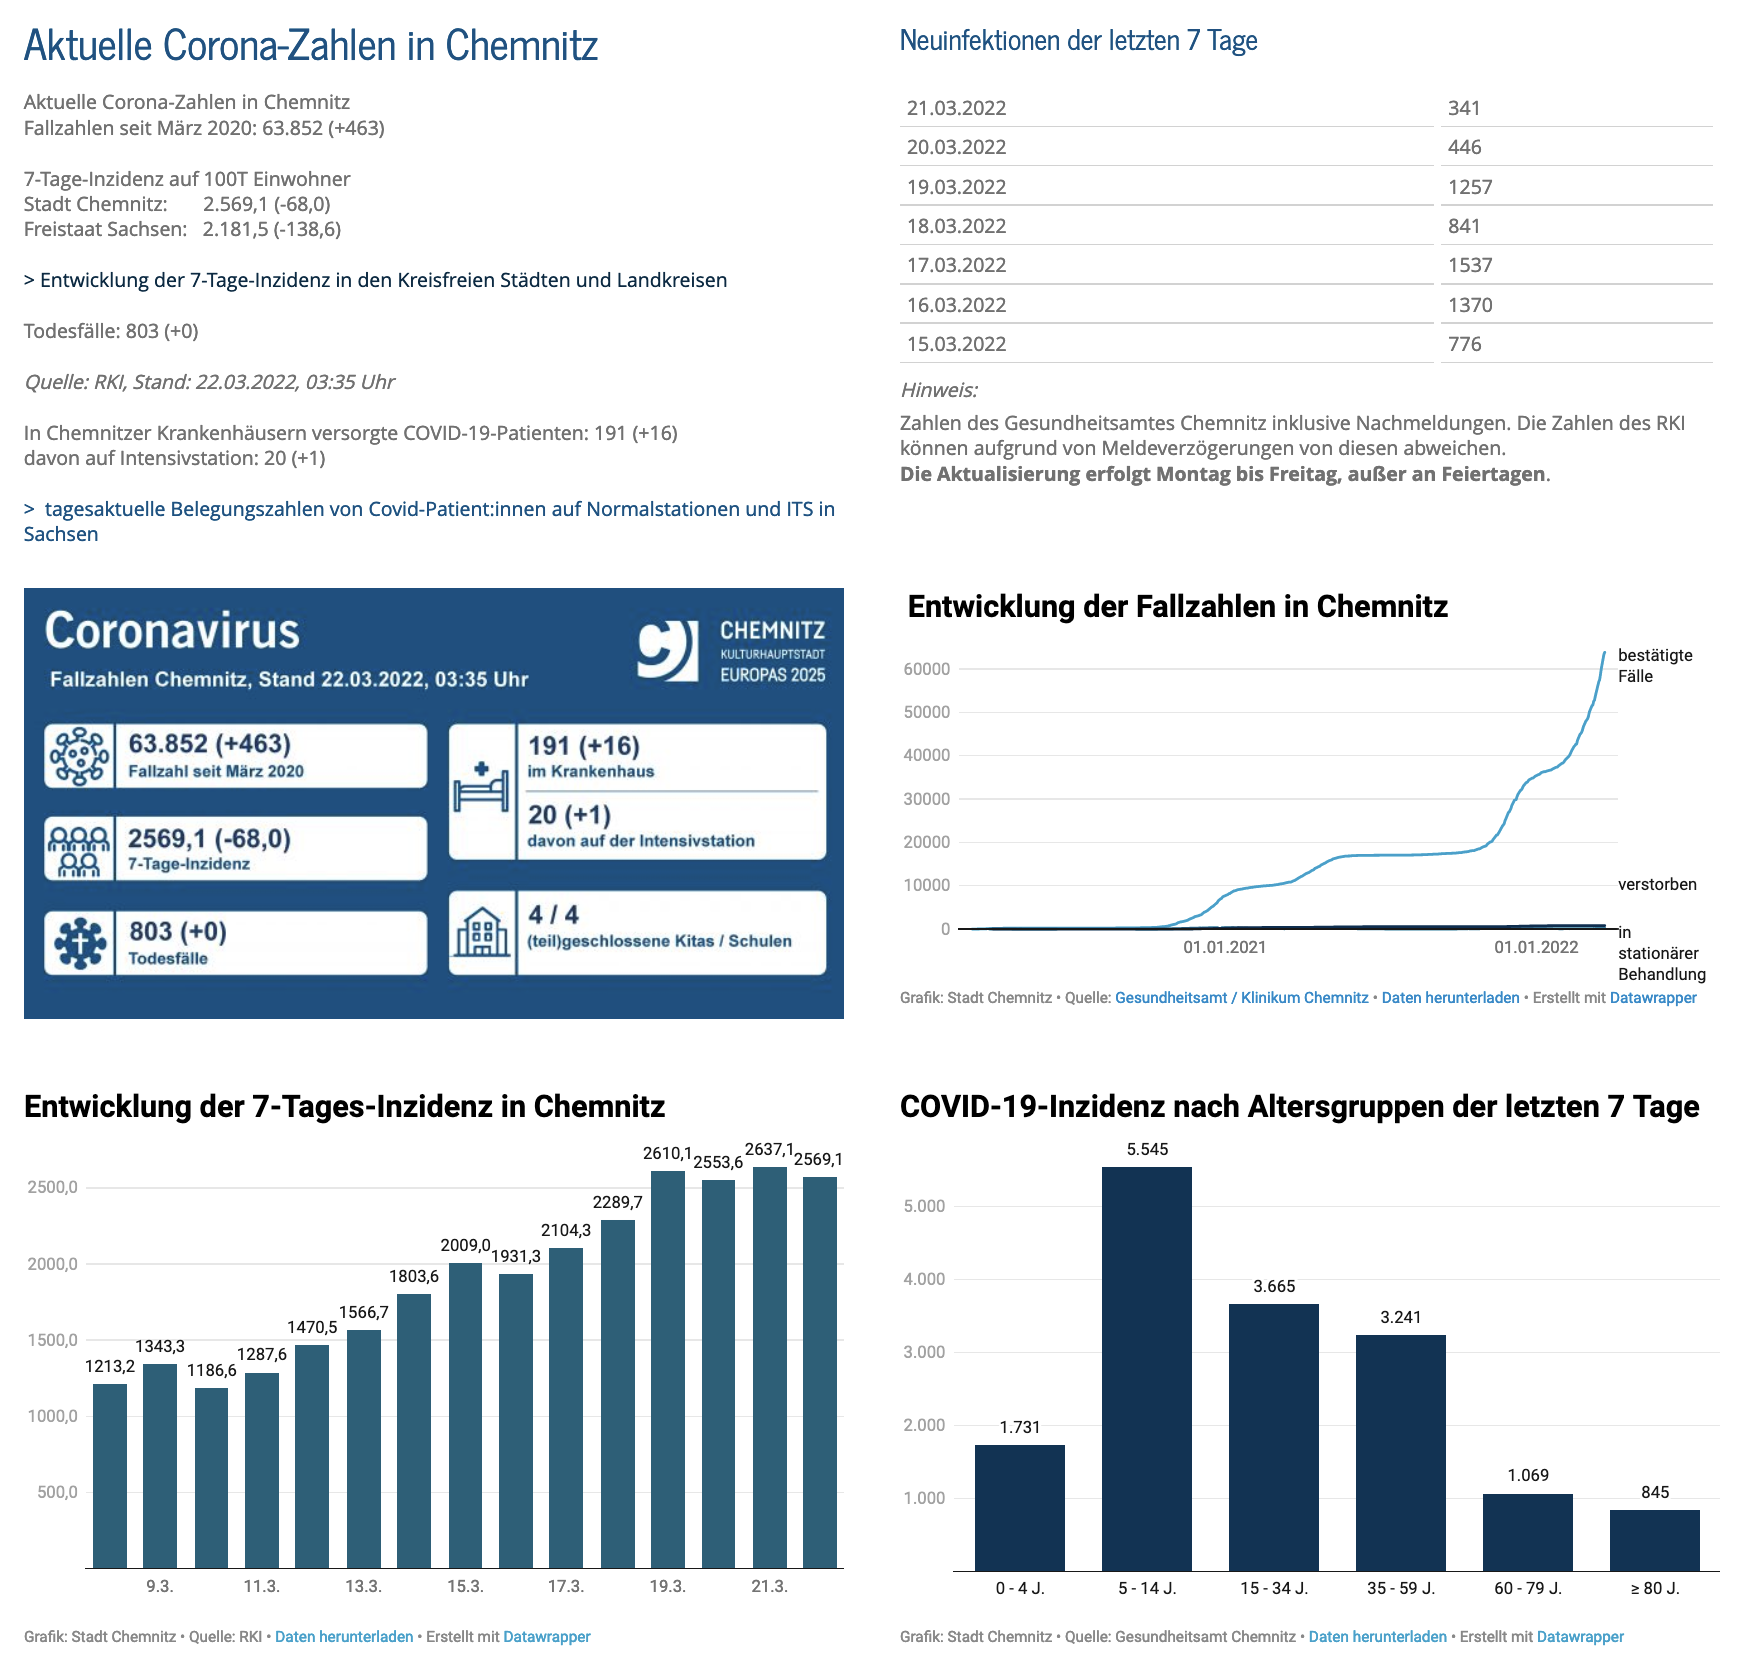 Aktuelle Corona-Zahlen in Chemnitz
Aktuelle Corona-Zahlen in Chemnitz
Fallzahlen seit März 2020: 63.852 (+463)
7-Tage-Inzidenz auf 100T Einwohner
Stadt Chemnitz: 2.569,1 (-68,0)
Freistaat Sachsen: 2.181,5 (-138,6)
> Entwicklung der 7-Tage-Inzidenz in den Kreisfreien Städten und Landkreisen
Todesfälle: 803 (+0)
Quelle: RKI, Stand: 22.03.2022, 03:35 Uhr
In Chemnitzer Krankenhäusern versorgte COVID-19-Patienten: 191 (+16)
davon auf Intensivstation: 20 (+1)
> tagesaktuelle Belegungszahlen von Covid-Patient:innen auf Normalstationen und ITS in
Sachsen
Neuinfektionen der letzten 7 Tage
21.03.2022 341
20.03.2022 446
19.03.2022 1257
18.03.2022 841
17.03.2022 1537
16.03.2022 1370
15.03.2022 776
Hinweis:
Zahlen des Gesundheitsamtes Chemnitz inklusive Nachmeldungen. Die Zahlen des RKI
können aufgrund von Meldeverzögerungen von diesen abweichen.
Die Aktualisierung erfolgt Montag bis Freitag, außer an Feiertagen.
Coronavirus
Fallzahlen Chemnitz, Stand 22.03.2022, 03:35 Uhr
CHEMNITZ
KULTURHAUPTSTADT
EUROPAS 2025
63.852 (+463)
Fallzahl seit März 2020
2569,1 (-68,0)
7-Tage-Inzidenz
803 (+0)
Todesfälle
191 (+16)
im Krankenhaus
20 (+1)
davon auf der Intensivstation
4 / 4
(teil)geschlossene Kitas / Schulen
Entwicklung der Fallzahlen in Chemnitz
60000
50000
40000
30000
20000
10000
0
01.01.2021 01.01.2022
bestätigte
Fälle
verstorben
in
stationärer
Behandlung
Grafik: Stadt Chemnitz • Quelle: Gesundheitsamt / Klinikum Chemnitz • Daten herunterladen • Erstellt mit Datawrapper
Entwicklung der 7-Tages-Inzidenz in Chemnitz
2500,0
2000,0
1500,0
1000,0
500,0
1213,2 1343,3 1186,6 1287,6 1470,5 1566,7 1803,6 2009,0 1931,3 2104,3 2289,7 2610,1 2553,6 2637,1 2569,1
9.3. 11.3. 13.3. 15.3. 17.3. 19.3. 21.3.
Grafik: Stadt Chemnitz • Quelle: RKI • Daten herunterladen • Erstellt mit Datawrapper
COVID-19-Inzidenz nach Altersgruppen der letzten 7 Tage
5.000
4.000
3.000
2.000
1.000
1.731 5.545 3.665 3.241 1.069 845
0 - 4 J. 5 - 14 J. 15 - 34 J. 35 - 59 J. 60 - 79 J. ≥ 80 J.
Grafik: Stadt Chemnitz • Quelle: Gesundheitsamt Chemnitz • Daten herunterladen • Erstellt mit Datawrapper